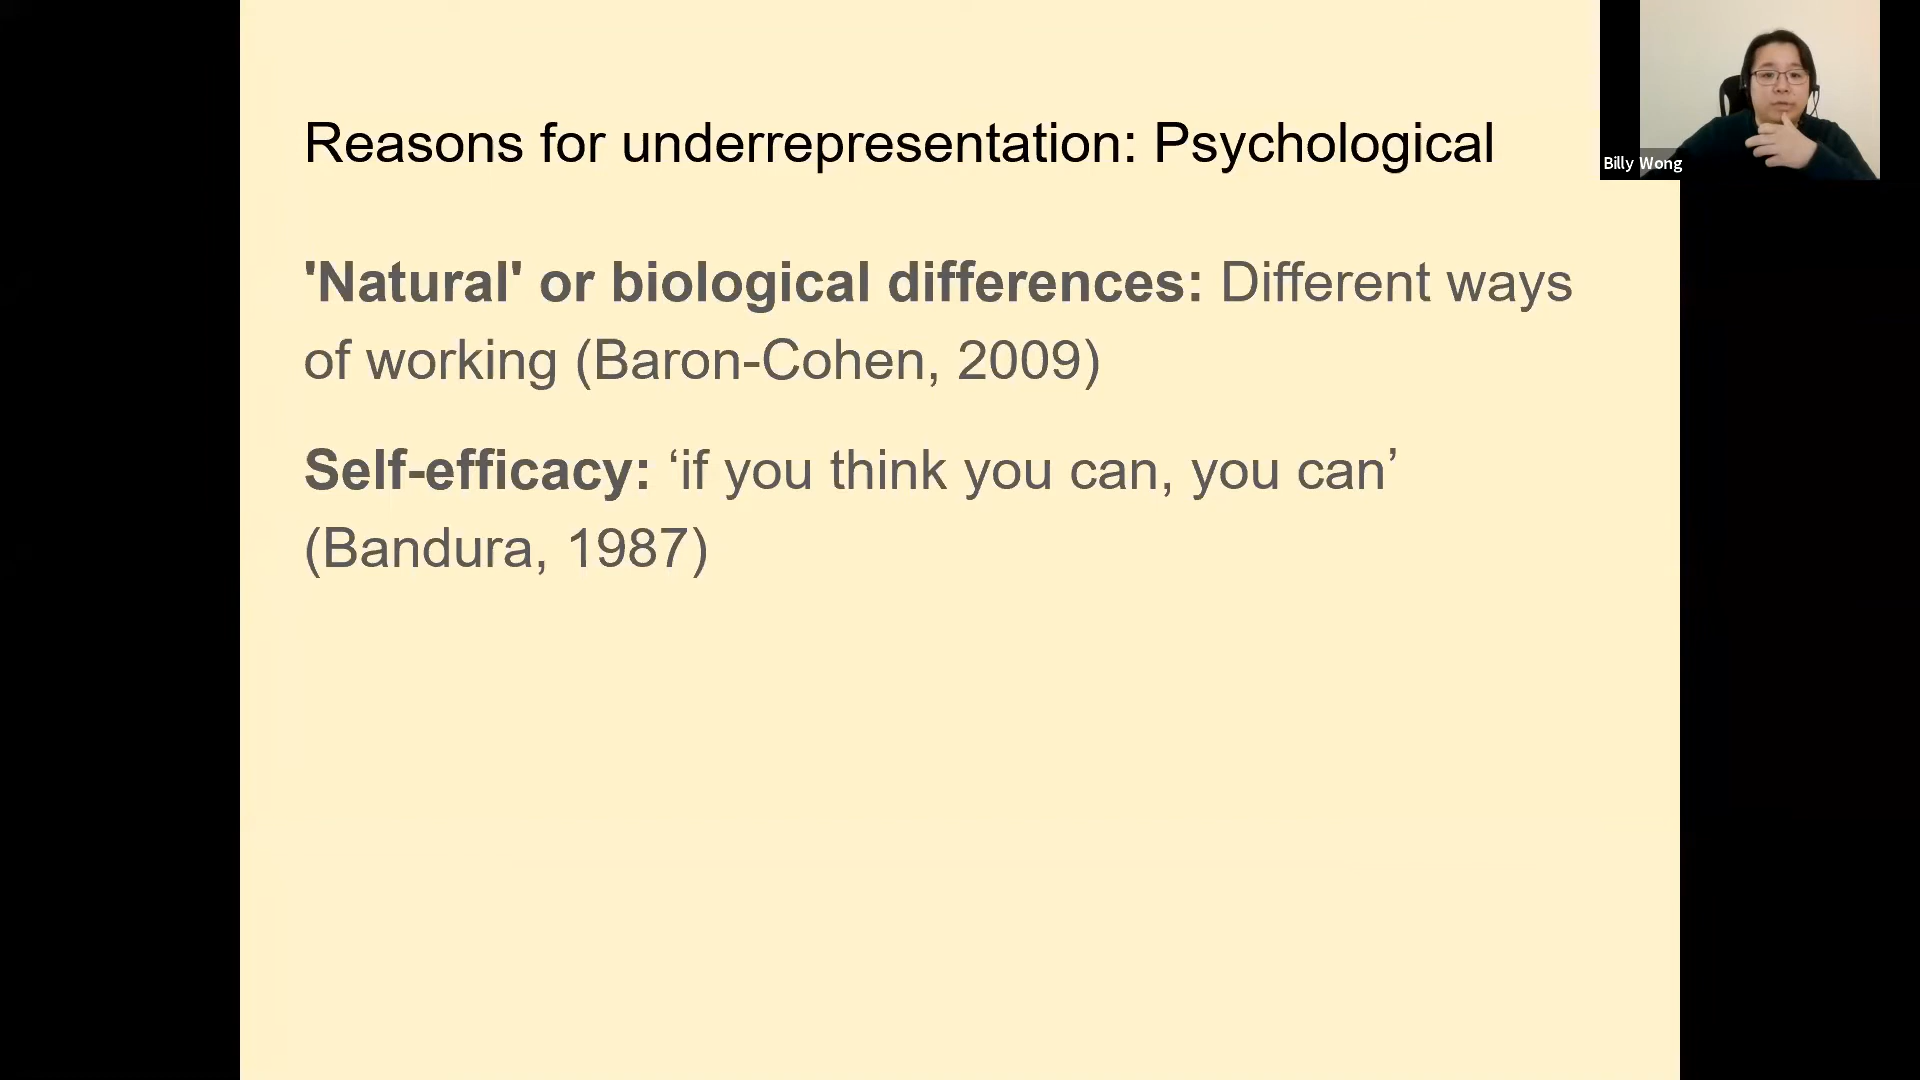 Reasons for underrepresentation: Psychological
'Natural' or biological differences: Different ways
of working (Baron-Cohen, 2009)
Self-efficacy: ‘if you think you can, you can’
(Bandura, 1987)
Billy Wong